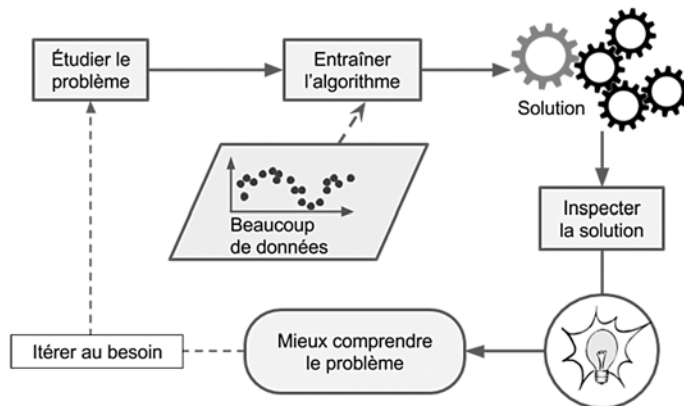 Étudier le
problème
Entraîner
l'algorithme
Solution
Beaucoup
de données
Inspecter
la solution
Mieux comprendre
le problème
Itérer au besoin